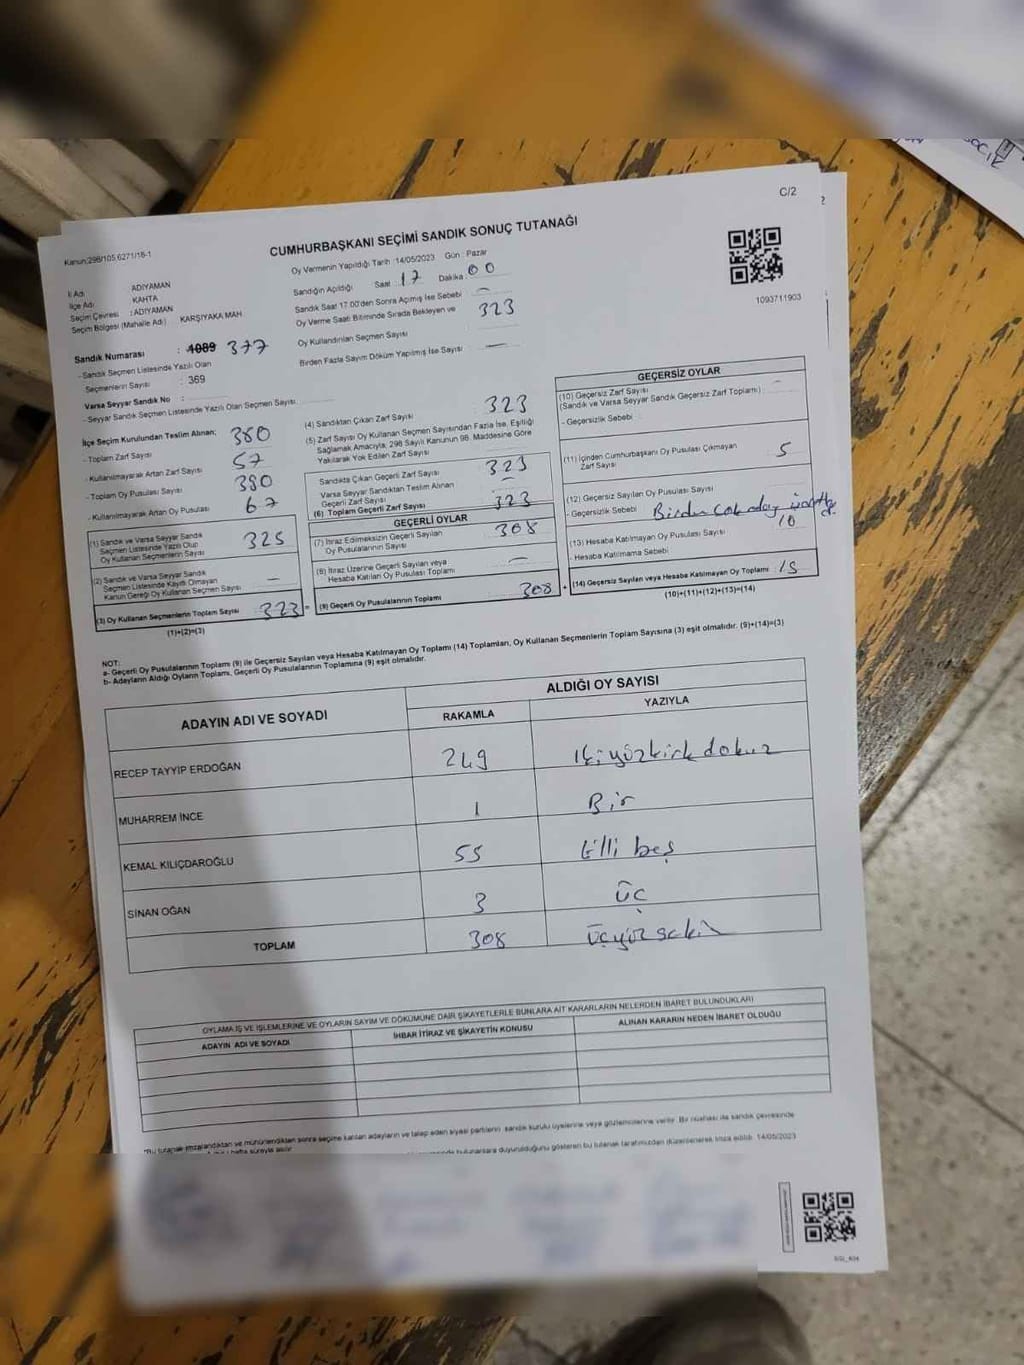 C/2
CUMHURBAŞKANI SEÇİMİ SANDIK SONUÇ TUTANAĞI
Kanun;298/105,6271/18-1
İl Adı ADIYAMAN
İlçe Adı KAHTA
Seçim Çevresi : ADIYAMAN
Seçim Bölgesi (Mahalle Adı) KARŞIYAKA MAH
Oy Vermenin Yapıldığı Tarih :14/05/2023 Gün : Pazar
Sandığın Açıldığı Saat : 17 Dakika : 00
Sandık Saat 17.00'den Sonra Açılmış İse Sebebi —
Oy Verme Saati Bitiminde Sırada Bekleyen ve
Oy Kullandırılan Seçmen Sayısı 323
Birden Fazla Sayım Döküm Yapılmış İse Sayısı —
1093711903
Sandık Numarası : 1089 377
- Sandık Seçmen Listesinde Yazılı Olan
Seçmenlerin Sayısı : 369
Varsa Seyyar Sandık No :
- Seyyar Sandık Seçmen Listesinde Yazılı Olan Seçmen Sayısı
İlçe Seçim Kurulundan Teslim Alınan;
- Toplam Zarf Sayısı 380
- Kullanılmayarak Artan Zarf Sayısı 57
- Toplam Oy Pusulası Sayısı 390
- Kullanılmayarak Artan Oy Pusulası 67
(1) Sandık ve Varsa Seyyar Sandık
Seçmen Listesinde Yazılı Olup
Oy Kullanan Seçmenlerin Sayısı 325
(2) Sandık ve Varsa Seyyar Sandık
Seçmen Listesinde Kayıtlı Olmayan
Kanun Gereği Oy Kullanan Seçmen Sayısı —
(3) Oy Kullanan Seçmenlerin Toplam Sayısı 323 =
(1)+(2)=(3)
(4) Sandıktan Çıkan Zarf Sayısı 323
(5) Zarf Sayısı Oy Kullanan Seçmen Sayısından Fazla İse, Eşitliği
Sağlamak Amacıyla, 298 Sayılı Kanunun 98. Maddesine Göre
Yakılarak Yok Edilen Zarf Sayısı
Sandıkta Çıkan Geçerli Zarf Sayısı 323
Varsa Seyyar Sandıktan Teslim Alınan
Geçerli Zarf Sayısı —
(6) Toplam Geçerli Zarf Sayısı 323
GEÇERLİ OYLAR
(7) İtiraz Edilmeksizin Geçerli Sayılan
Oy Pusulalarının Sayısı 308
(8) İtiraz Üzerine Geçerli Sayılan veya
Hesaba Katılan Oy Pusulası Toplamı —
(9) Geçerli Oy Pusulalarının Toplamı 308 +
GEÇERSİZ OYLAR
(10) Geçersiz Zarf Sayısı
(Sandık ve Varsa Seyyar Sandık Geçersiz Zarf Toplamı)
- Geçersizlik Sebebi
(11) İçinden Cumhurbaşkanı Oy Pusulası Çıkmayan
Zarf Sayısı 5
(12) Geçersiz Sayılan Oy Pusulası Sayısı
- Geçersizlik Sebebi Birden çok aday
10
(13) Hesaba Katılmayan Oy Pusulası Sayısı
- Hesaba Katılmama Sebebi
(14) Geçersiz Sayılan veya Hesaba Katılmayan Oy Toplamı : 15
(10)+(11)+(12)+(13)=(14)
NOT:
a- Geçerli Oy Pusulalarının Toplamı (9) ile Geçersiz Sayılan veya Hesaba Katılmayan Oy Toplamı (14) Toplamları, Oy Kullanan Seçmenlerin Toplam Sayısına (3) eşit olmalıdır. (9)+(14)=(3)
b- Adayların Aldığı Oyların Toplamı, Geçerli Oy Pusulalarının Toplamına (9) eşit olmalıdır.
ADAYIN ADI VE SOYADI
ALDIĞI OY SAYISI
RAKAMLA YAZIYLA
RECEP TAYYIP ERDOĞAN 249 İkiyüzkırk dokuz
MUHARREM İNCE 1 Bir
KEMAL KILIÇDAROĞLU 55 Elli beş
SİNAN OĞAN 3 üç
TOPLAM 308 üçyüz sekiz
OYLAMA İŞ VE İŞLEMLERİNE VE OYLARIN SAYIM VE DÖKÜMÜNE DAİR ŞİKAYETLERLE BUNLARA AİT KARARLARIN NELERDEN İBARET BULUNDUKLARI
ADAYIN ADI VE SOYADI İHBAR İTİRAZ VE ŞİKAYETİN KONUSU ALINAN KARARIN NEDEN İBARET OLDUĞU
"Bu tutanak imzalandıktan ve mühürlendikten sonra seçime katılan adayların ve talep eden siyasi partilerin sandık kurulu üyelerine veya gözlemcilerine verilir. Bir nüshası da sandık çevresinde
bulunanlara duyurulduğunu gösteren bu tutanak tarafımızdan düzenlenerek imza edildi. 14/05/2023